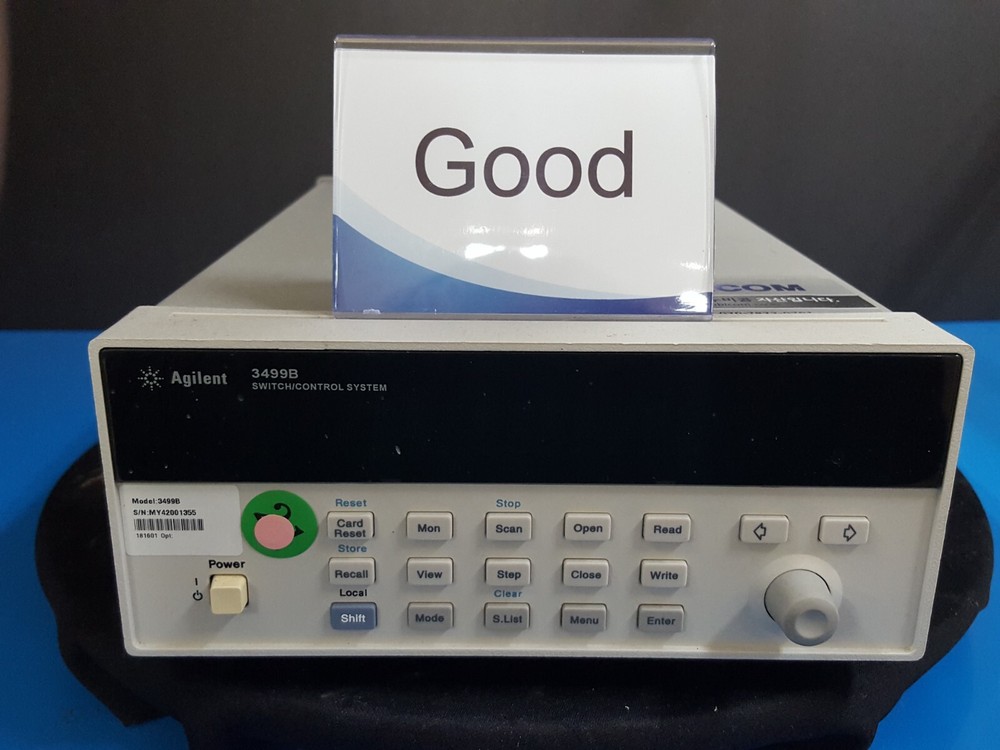 Good
COM
Agilent
3499B
SWITCH/CONTROL SYSTEM
Model:3499B
S/N:MY42001355
181601 Opt:
Power
Reset
Stop
Card Reset
Mon
Scan
Open
Read
Store
Recall
View
Step
Close
Write
Local
Clear
Shift
Mode
S.List
Menu
Enter